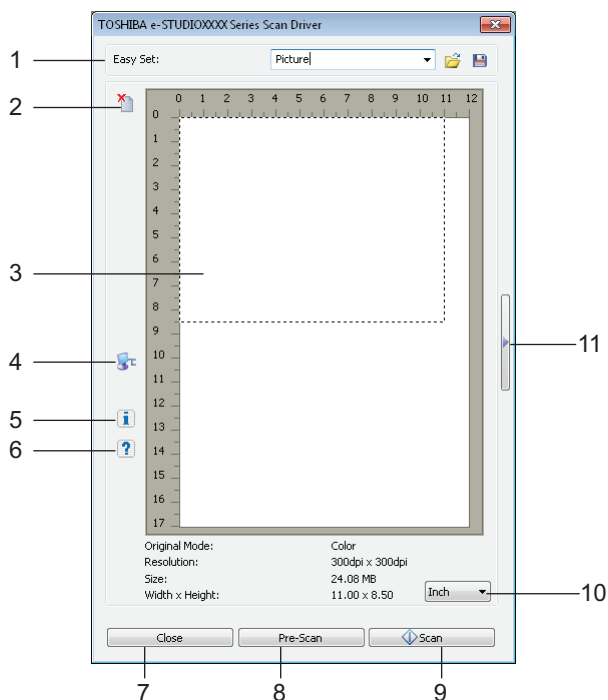 TOSHIBA e-STUDIOXXXX Series Scan Driver
1
Easy Set:
Picture
2
0 1 2 3 4 5 6 7 8 9 10 11 12
0
1
2
3
4
5
6
7
8
9
10
11
12
13
14
15
16
17
3
4
5
i
6
?
11
Original Mode: Color
Resolution: 300dpi x 300dpi
Size: 24.08 MB
Width x Height: 11.00 x 8.50
Inch
10
Close
Pre-Scan
Scan
7
8
9